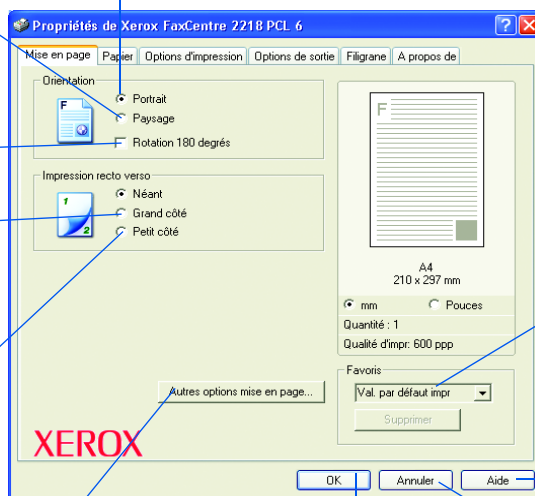 Propriétés de Xerox FaxCentre 2218 PCL 6
Mise en page Papier Options d'impression Options de sortie Filigrane A propos de
Orientation
F
Portrait
Paysage
Rotation 180 degrés
Impression recto verso
1
2
Néant
Grand côté
Petit côté
F
A4
210 x 297 mm
mm Pouces
Quantité : 1
Qualité d'impr: 600 ppp
Favoris
Val. par défaut impr
Supprimer
Autres options mise en page...
XEROX
OK Annuler Aide